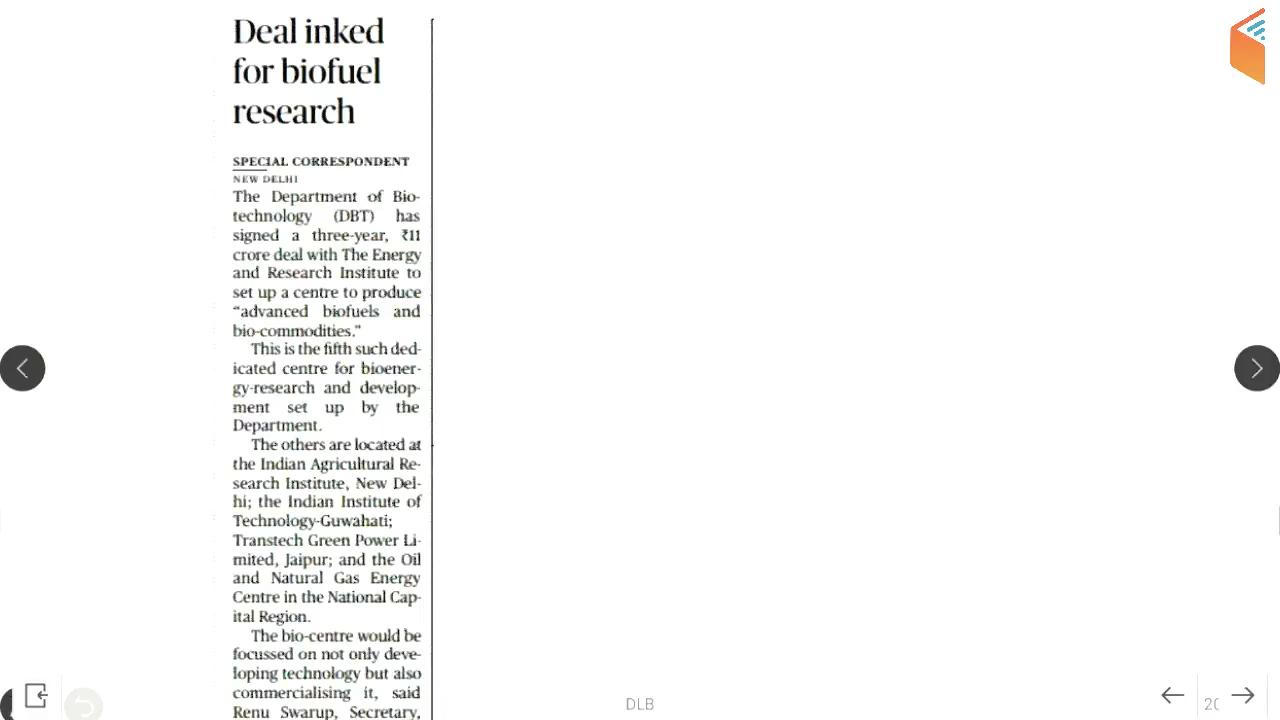 Deal inked
for biofuel
research
SPECIAL CORRESPONDENT
NEW DELHI
The Department of Bio-
technology (DBT) has
signed a three-year, ₹11
crore deal with The Energy
and Research Institute to
set up a centre to produce
“advanced biofuels and
bio-commodities.”
This is the fifth such ded-
icated centre for bioener-
gy-research and develop-
ment set up by the
Department.
The others are located at
the Indian Agricultural Re-
search Institute, New Del-
hi; the Indian Institute of
Technology-Guwahati;
Transtech Green Power Li-
mited, Jaipur; and the Oil
and Natural Gas Energy
Centre in the National Cap-
ital Region.
The bio-centre would be
focussed on not only deve-
loping technology but also
commercialising it, said
Renu Swarup, Secretary,
DLB